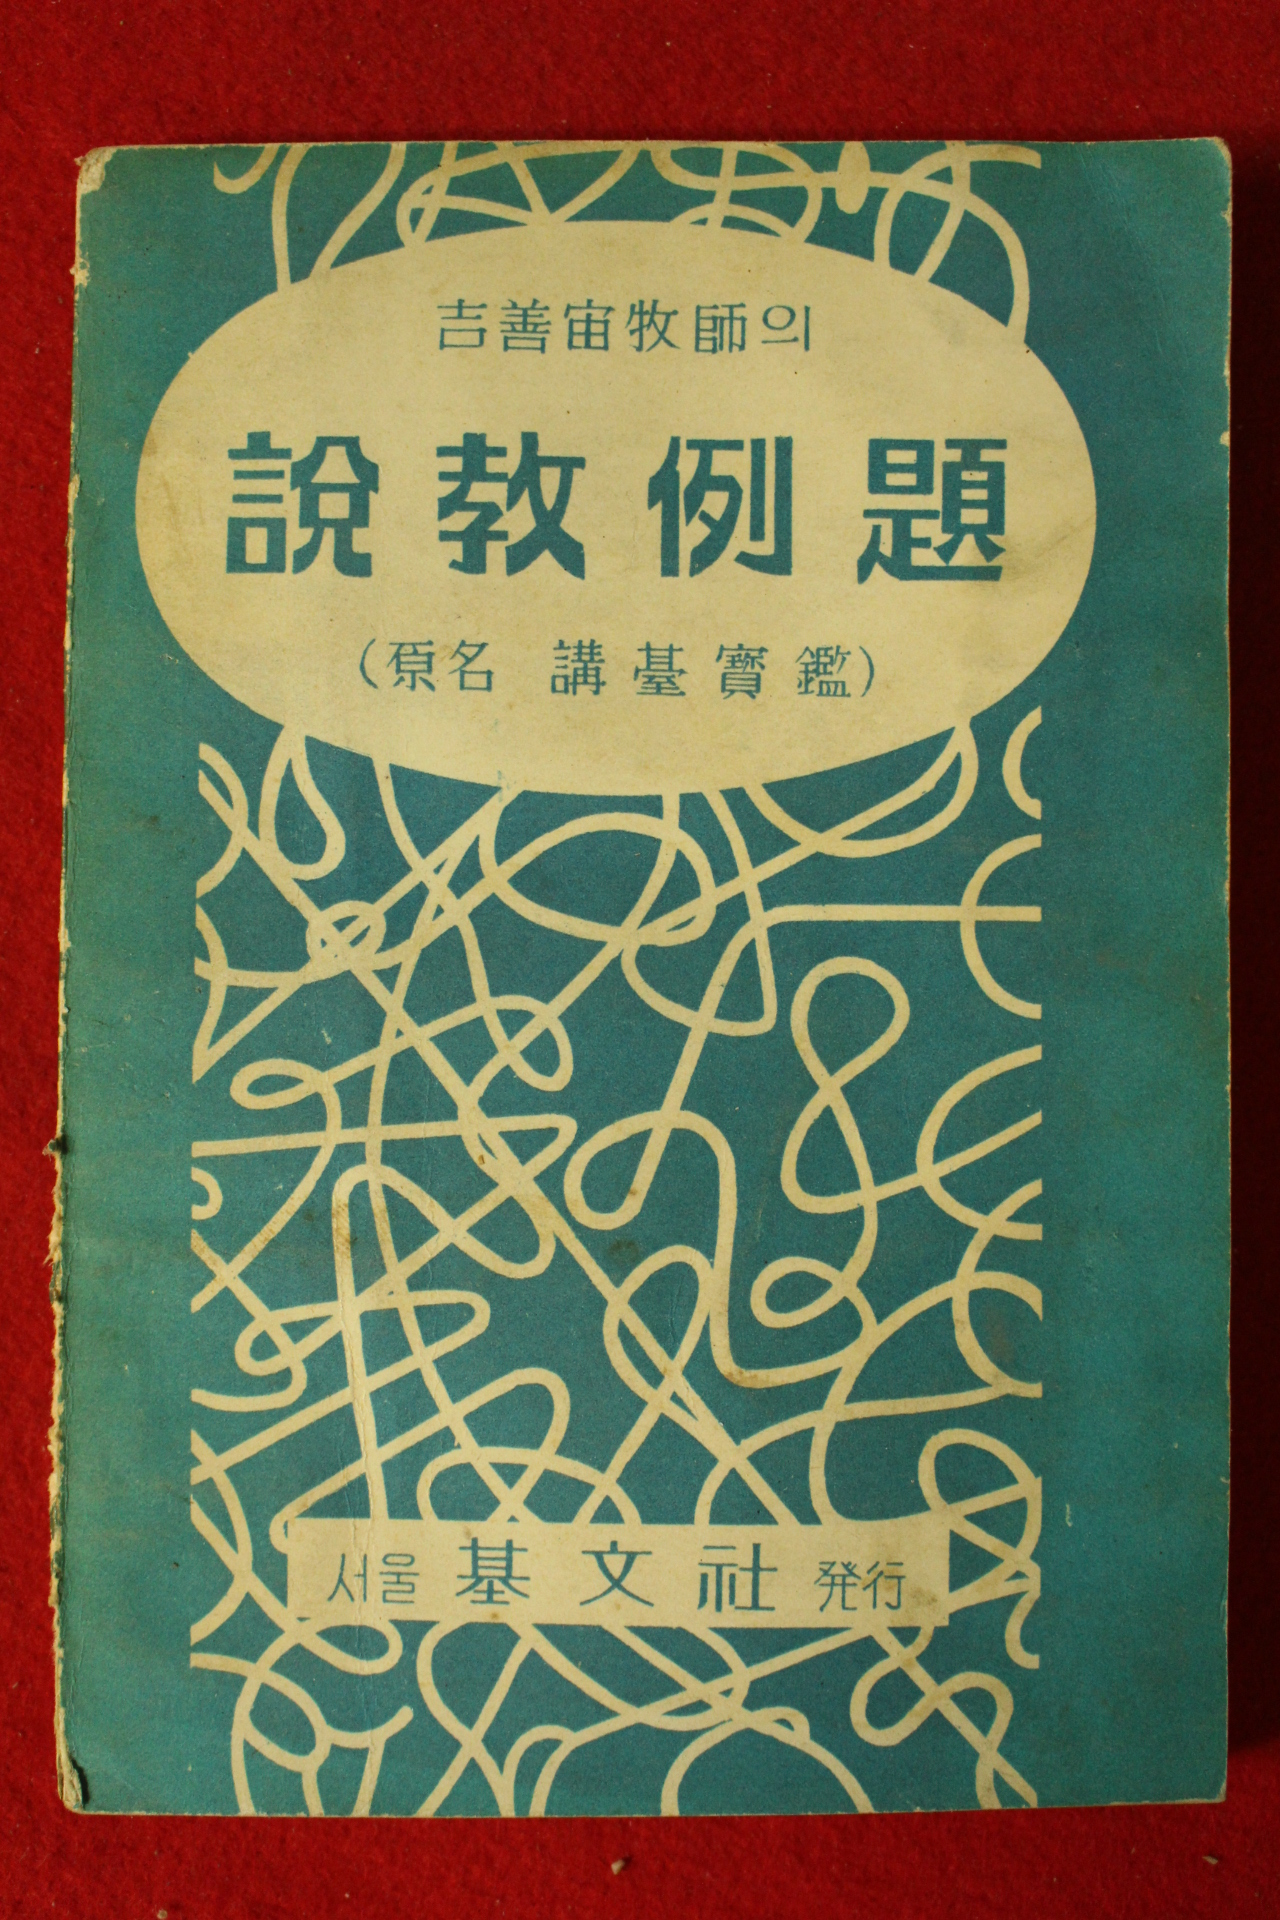 吉善宙牧師의
說教例題
(原名 講臺寶鑑)
서울 基文社 発行